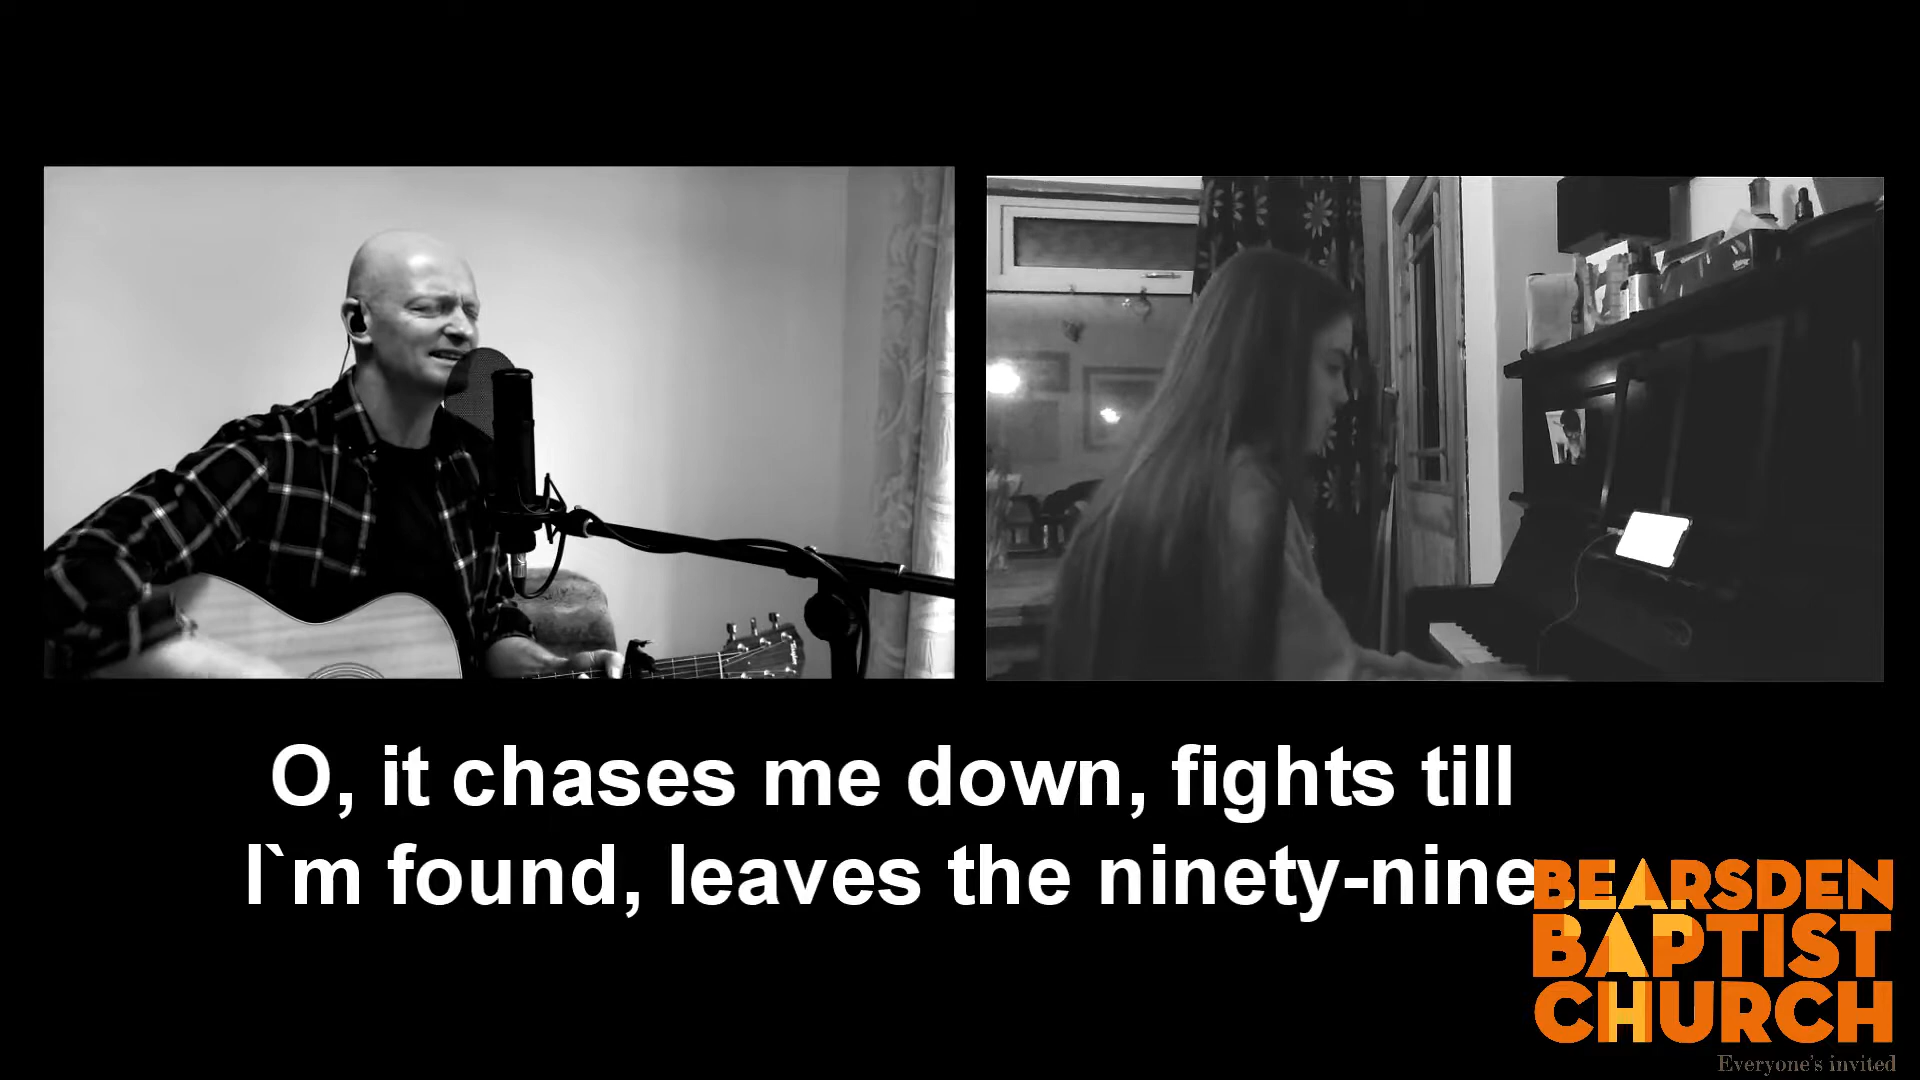 O, it chases me down, fights till
I`m found, leaves the ninety-nine
BEARSDEN
BAPTIST
CHURCH
Everyone's invited